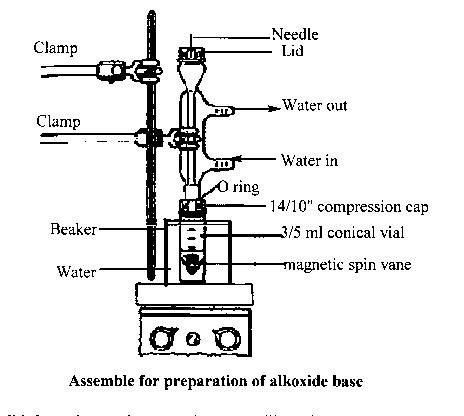 Needle
Lid
Clamp
Water out
Clamp
Water in
O ring
14/10" compression cap
Beaker
3/5 ml conical vial
Water
magnetic spin vane
Assemble for preparation of alkoxide base